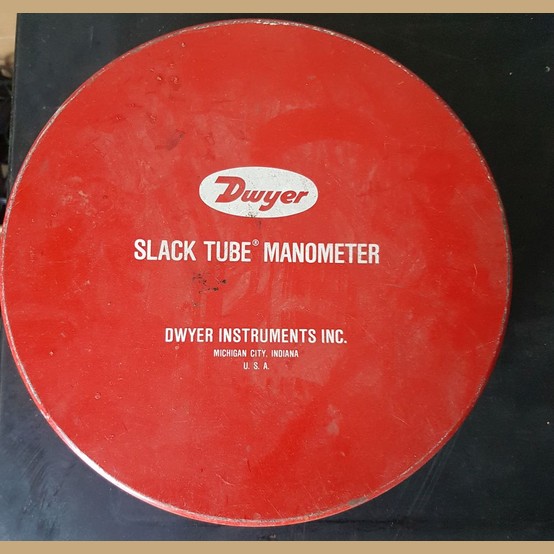 Dwyer
SLACK TUBE® MANOMETER
DWYER INSTRUMENTS INC.
MICHIGAN CITY, INDIANA
U. S. A.